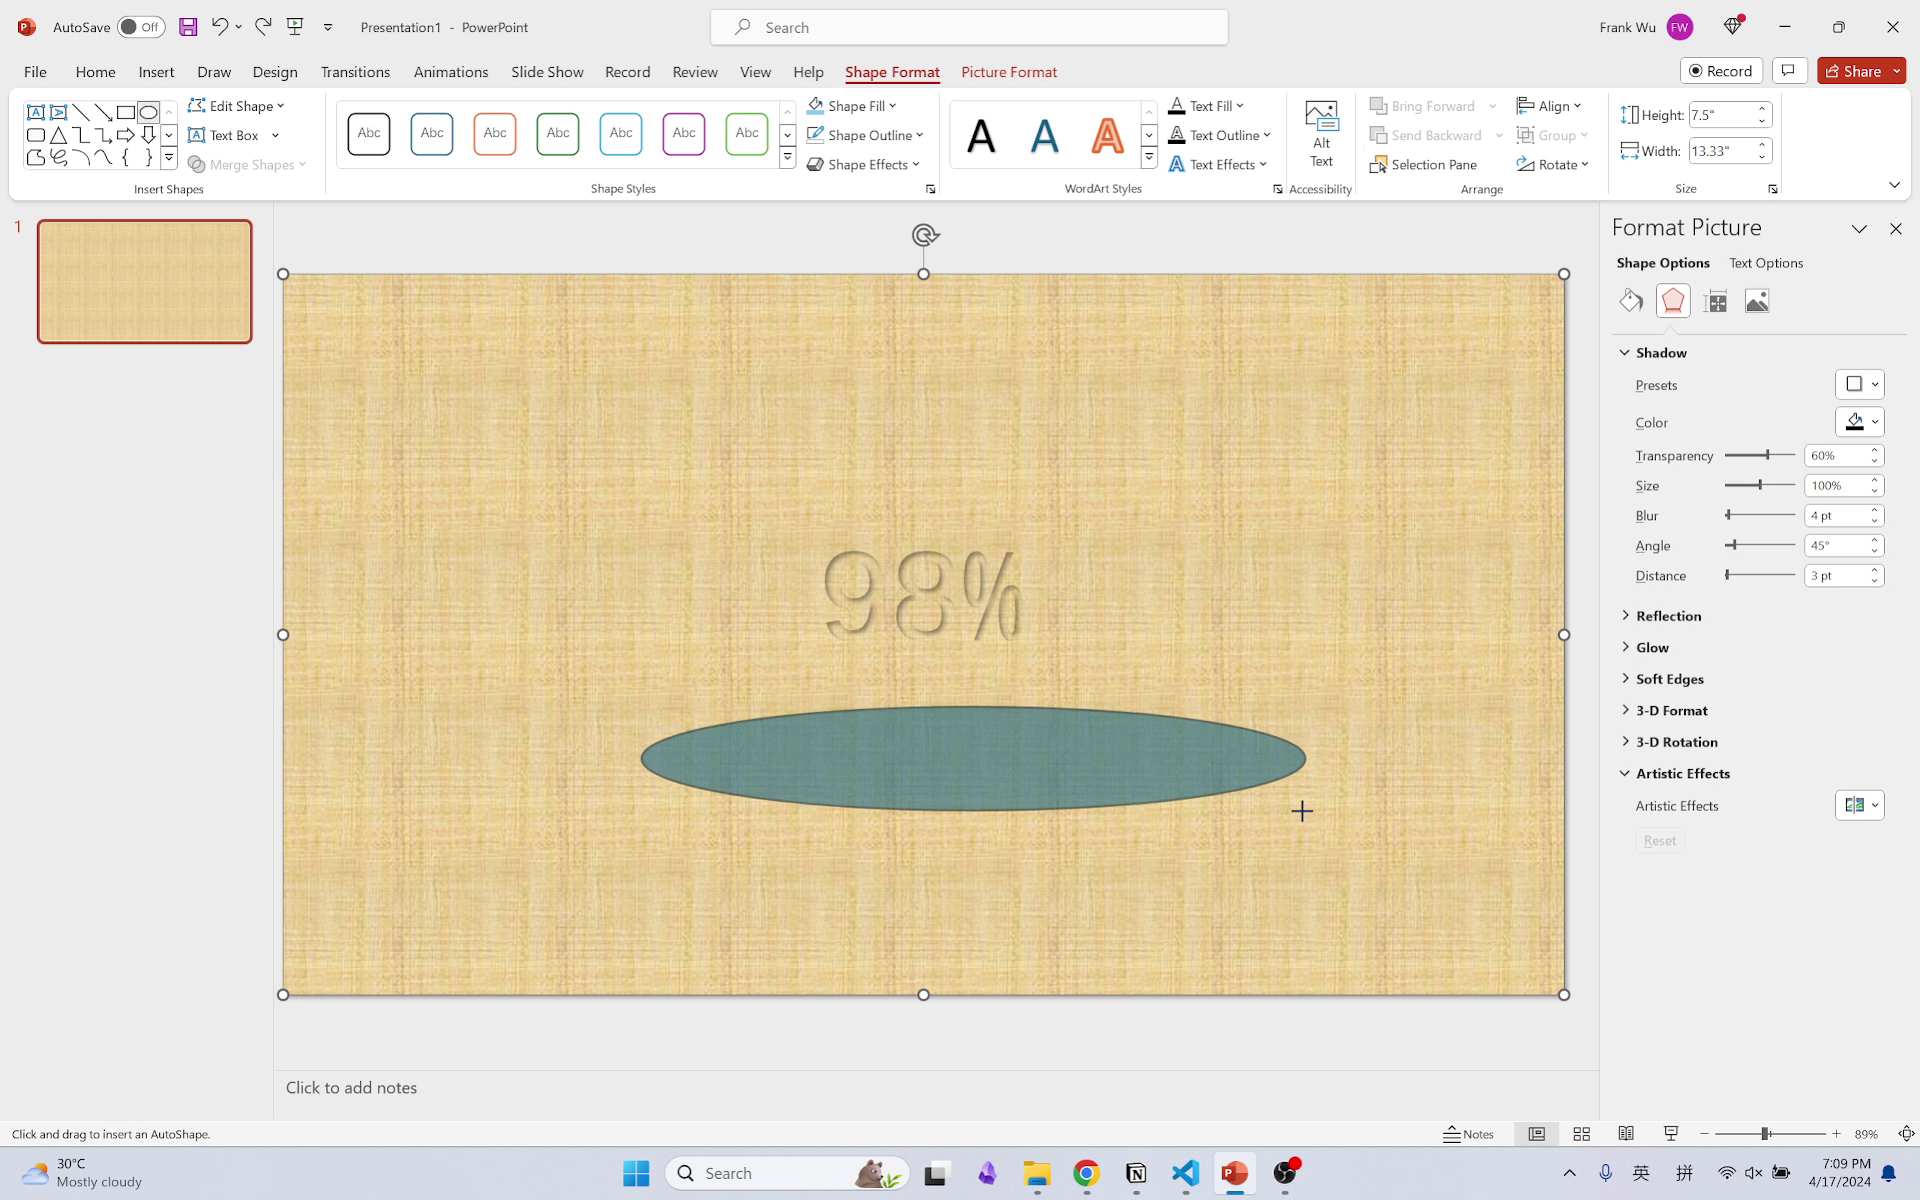 AutoSave Off Presentation1 - PowerPoint Search Frank Wu FW
File Home Insert Draw Design Transitions Animations Slide Show Record Review View Help Shape Format Picture Format Record Share
Edit Shape
Text Box
Merge Shapes
Insert Shapes
Abc Abc Abc Abc Abc Abc Abc
Shape Fill
Shape Outline
Shape Effects
Shape Styles
A A A
Text Fill
Text Outline
Text Effects
WordArt Styles
Alt
Text
Accessibility
Bring Forward
Send Backward
Selection Pane
Align
Group
Rotate
Arrange
Height: 7.5"
Width: 13.33"
Size
1
98%
Format Picture
Shape Options Text Options
Shadow
Presets
Color
Transparency 60%
Size 100%
Blur 4 pt
Angle 45°
Distance 3 pt
Reflection
Glow
Soft Edges
3-D Format
3-D Rotation
Artistic Effects
Artistic Effects
Reset
Click to add notes
Click and drag to insert an AutoShape. Notes 89%
30°C
Mostly cloudy
Search
英 拼
7:09 PM
4/17/2024